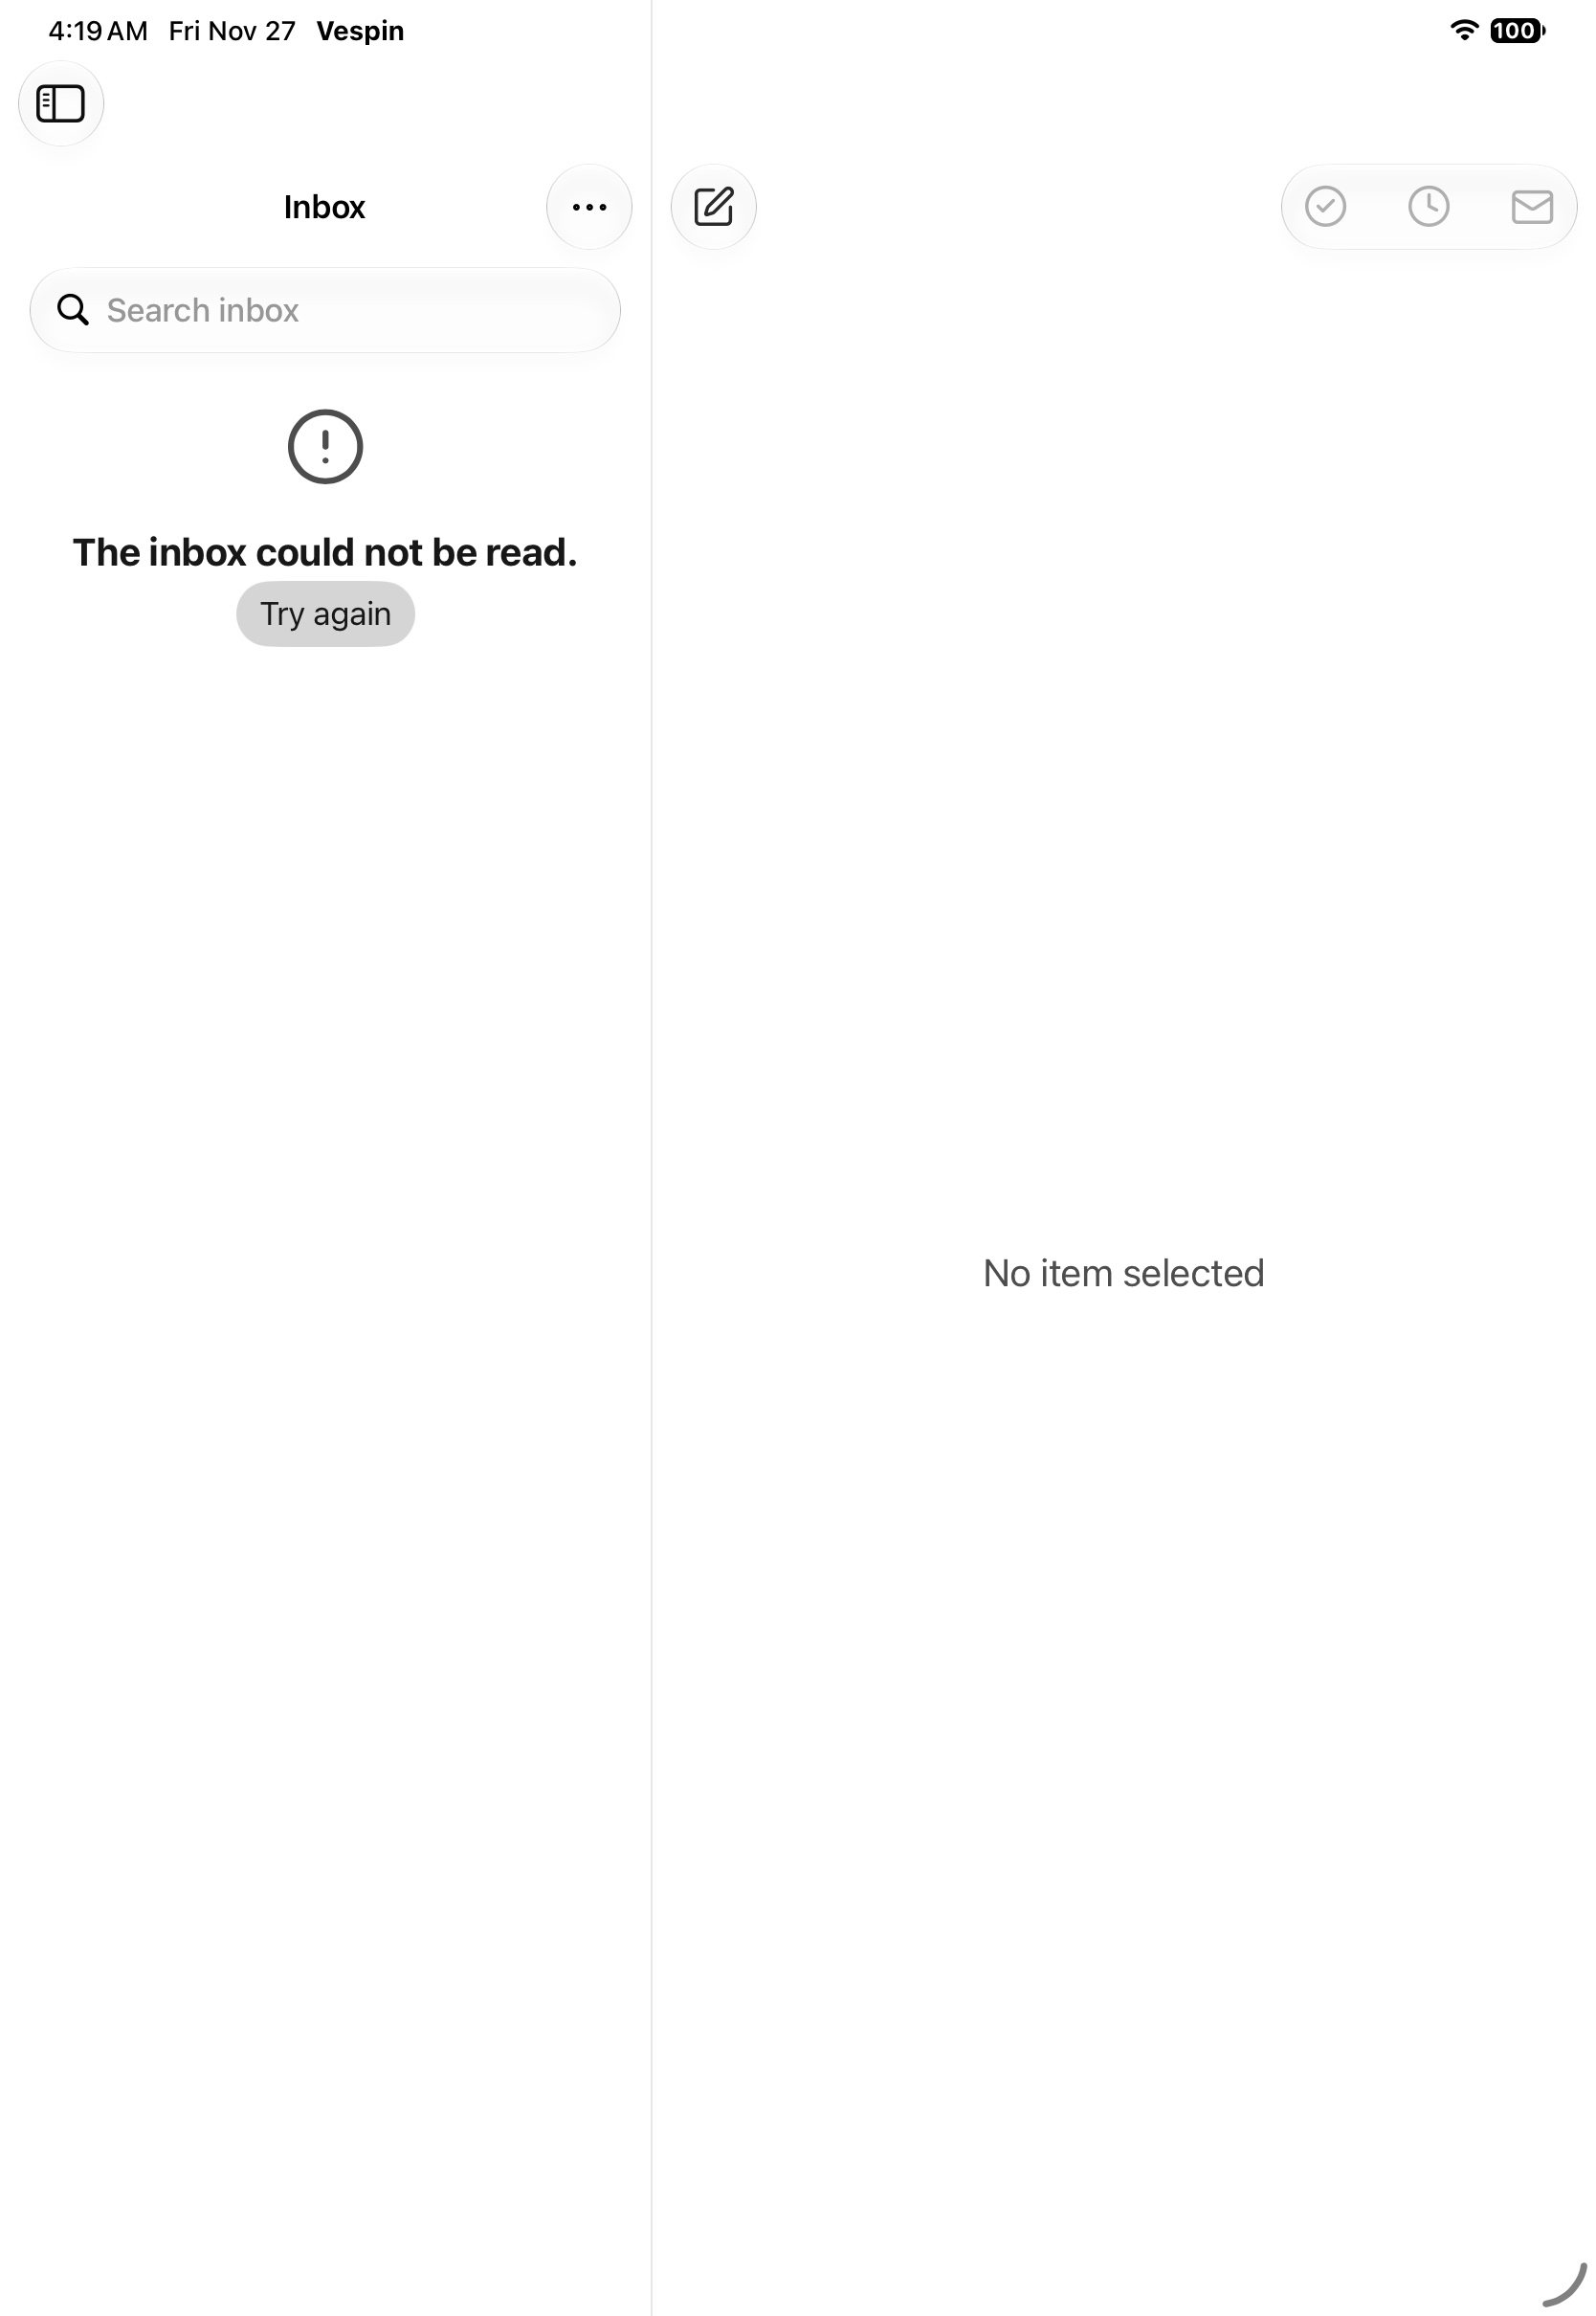 4:19 AM Fri Nov 27 Vespin
100
Inbox
Search inbox
The inbox could not be read.
Try again
No item selected